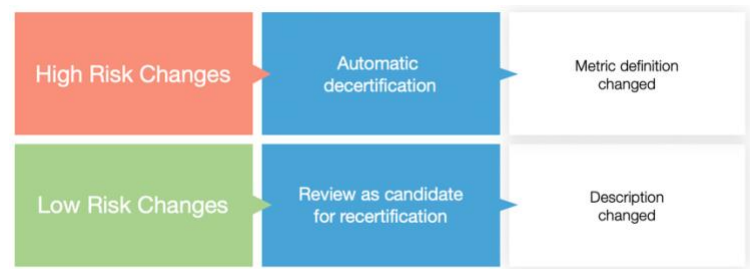 High Risk Changes
Automatic
decertification
Metric definition
changed
Low Risk Changes
Review as candidate
for recertification
Description
changed